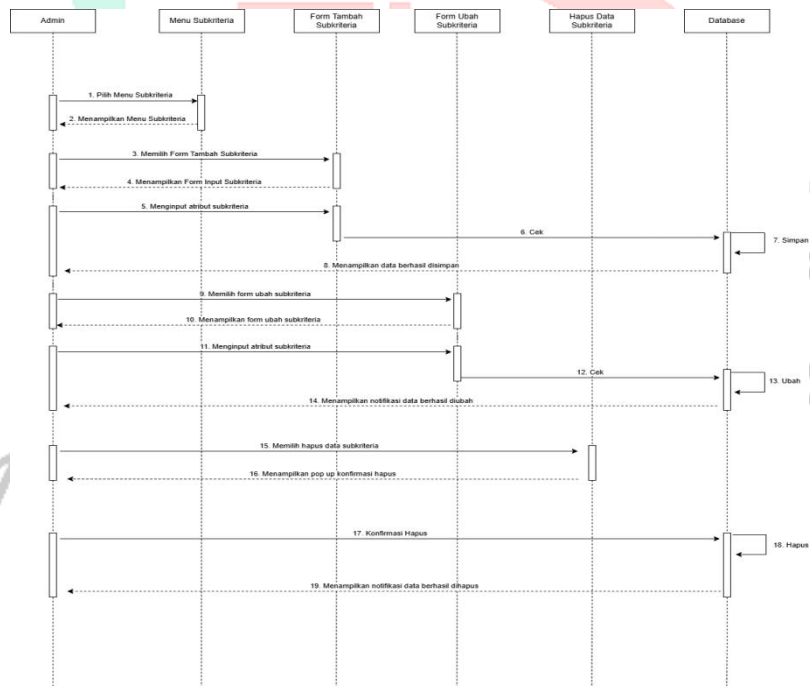 Admin
Menu Subkriteria
Form Tambah
Subkriteria
Form Ubah
Subkriteria
Hapus Data
Subkriteria
Database
1. Pilih Menu Subkriteria
2. Menampilkan Menu Subkriteria
3. Memilih Form Tambah Subkriteria
4. Menampilkan Form Input Subkriteria
5. Menginput atribut subkriteria
6. Cek
7. Simpan
8. Menampilkan data berhasil disimpan
9. Memilih form ubah subkriteria
10. Menampilkan form ubah subkriteria
11. Menginput atribut subkriteria
12. Cek
13. Ubah
14. Menampilkan notifikasi data berhasil diubah
15. Memilih hapus data subkriteria
16. Menampilkan pop up konfirmasi hapus
17. Konfirmasi Hapus
18. Hapus
19. Menampilkan notifikasi data berhasil dihapus